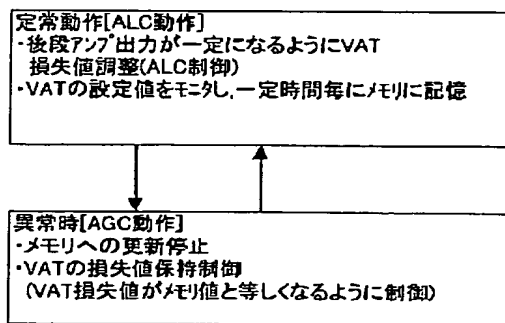 定常動作[ALC動作]
・後段アンプ出力が一定になるようにVAT
損失値調整(ALC制御)
・VATの設定値をモニタし,一定時間毎にメモリに記憶
異常時[AGC動作]
・メモリへの更新停止
・VATの損失値保持制御
(VAT損失値がメモリ値と等しくなるように制御)